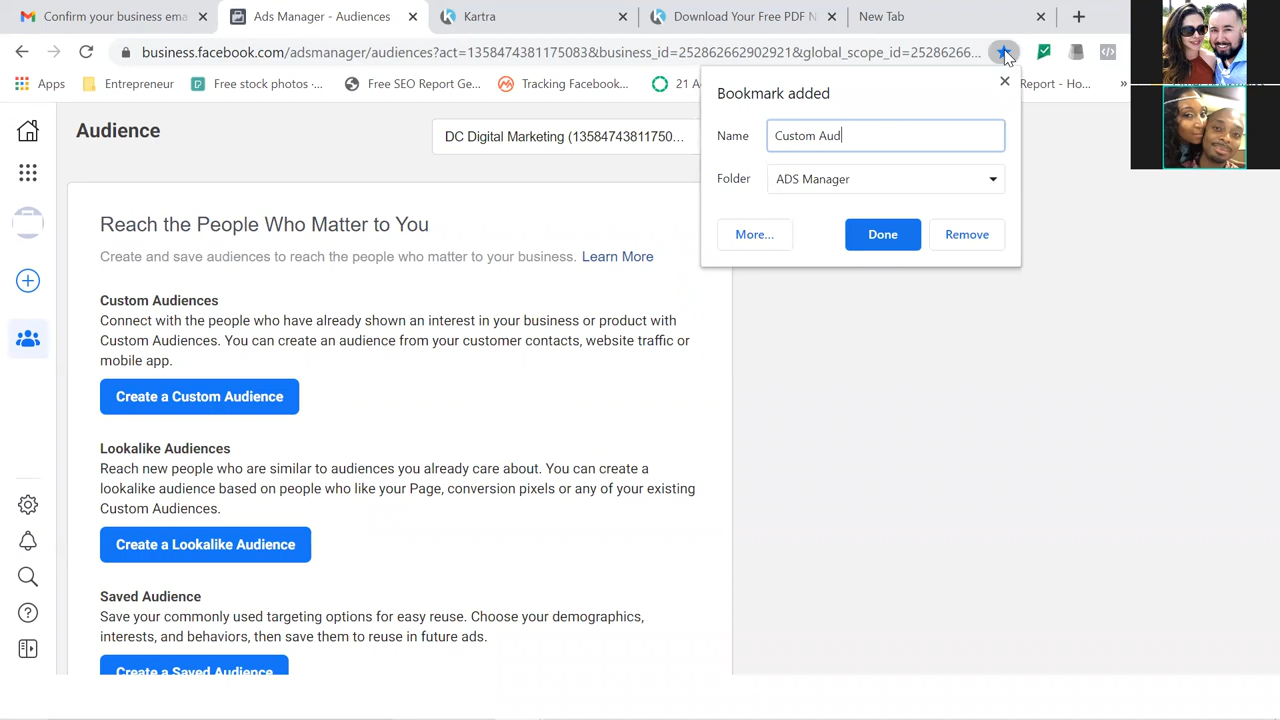 Confirm your business ema
Ads Manager - Audiences
Kartra
Download Your Free PDF N
New Tab
business.facebook.com/adsmanager/audiences?act=1358474381175083&business_id=252862662902921&global_scope_id=25286266...
Apps
Entrepreneur
Free stock photos -...
Free SEO Report Ge...
Tracking Facebook...
21 A
Report - Ho...
»
Bookmark added
Name
Custom Aud
Folder
ADS Manager
More...
Done
Remove
Audience
DC Digital Marketing (13584743811750...
Reach the People Who Matter to You
Create and save audiences to reach the people who matter to your business. Learn More
Custom Audiences
Connect with the people who have already shown an interest in your business or product with
Custom Audiences. You can create an audience from your customer contacts, website traffic or
mobile app.
Create a Custom Audience
Lookalike Audiences
Reach new people who are similar to audiences you already care about. You can create a
lookalike audience based on people who like your Page, conversion pixels or any of your existing
Custom Audiences.
Create a Lookalike Audience
Saved Audience
Save your commonly used targeting options for easy reuse. Choose your demographics,
interests, and behaviors, then save them to reuse in future ads.
Create a Saved Audience